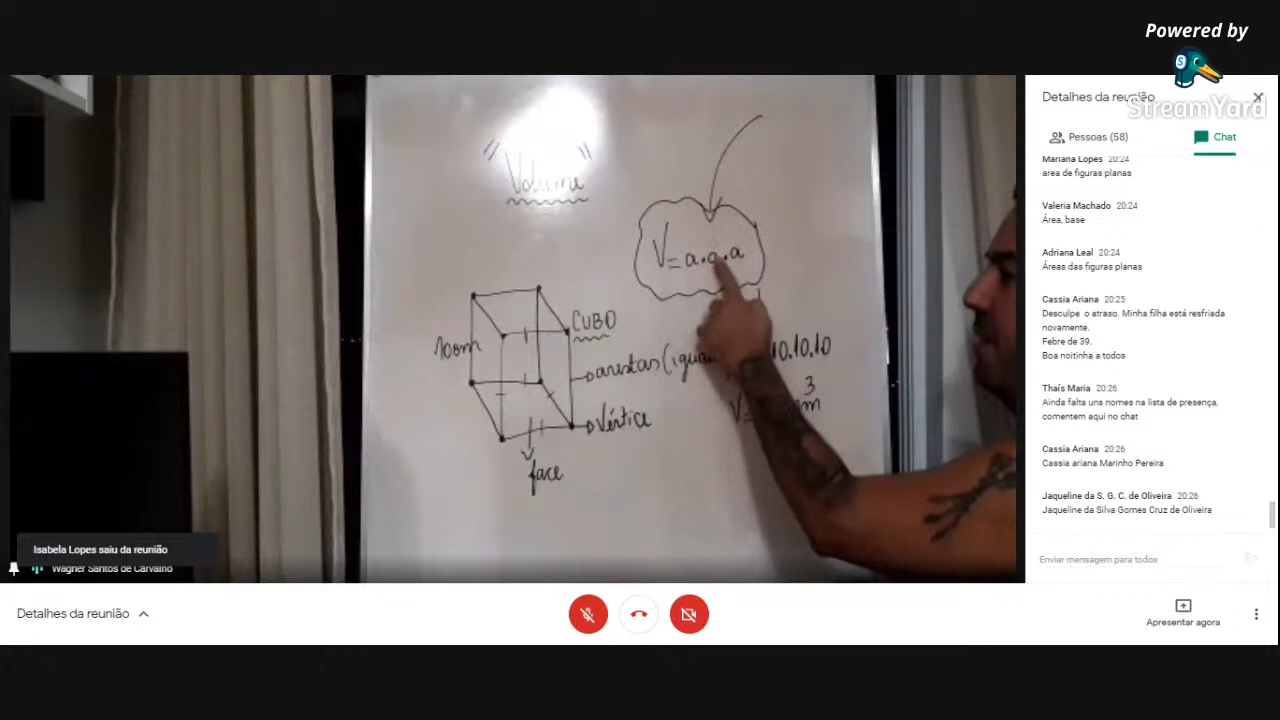 Powered by
StreamYard
Detalhes da reunião
Pessoas (58)
Chat
Mariana Lopes 20:24
area de figuras planas
Valeria Machado 20:24
Área, base
Adriana Leal 20:24
Áreas das figuras planas
Cassia Ariana 20:25
Desculpe o atraso. Minha filha está resfriada
novamente.
Febre de 39.
Boa noitinha a todos
Thaís Maria 20:26
Ainda falta uns nomes na lista de presença,
comentem aqui no chat
Cassia Ariana 20:26
Cassia ariana Marinho Pereira
Jaqueline da S. G. C. de Oliveira 20:26
Jaqueline da Silva Gomes Cruz de Oliveira
Enviar mensagem para todos
Apresentar agora
"Volume"
V=a.a.a
CUBO
10cm
arestas (igua
10.10.10
V=
3
Vértice
face
Isabela Lopes saiu da reunião
Wagner Santos de Carvalho
Detalhes da reunião